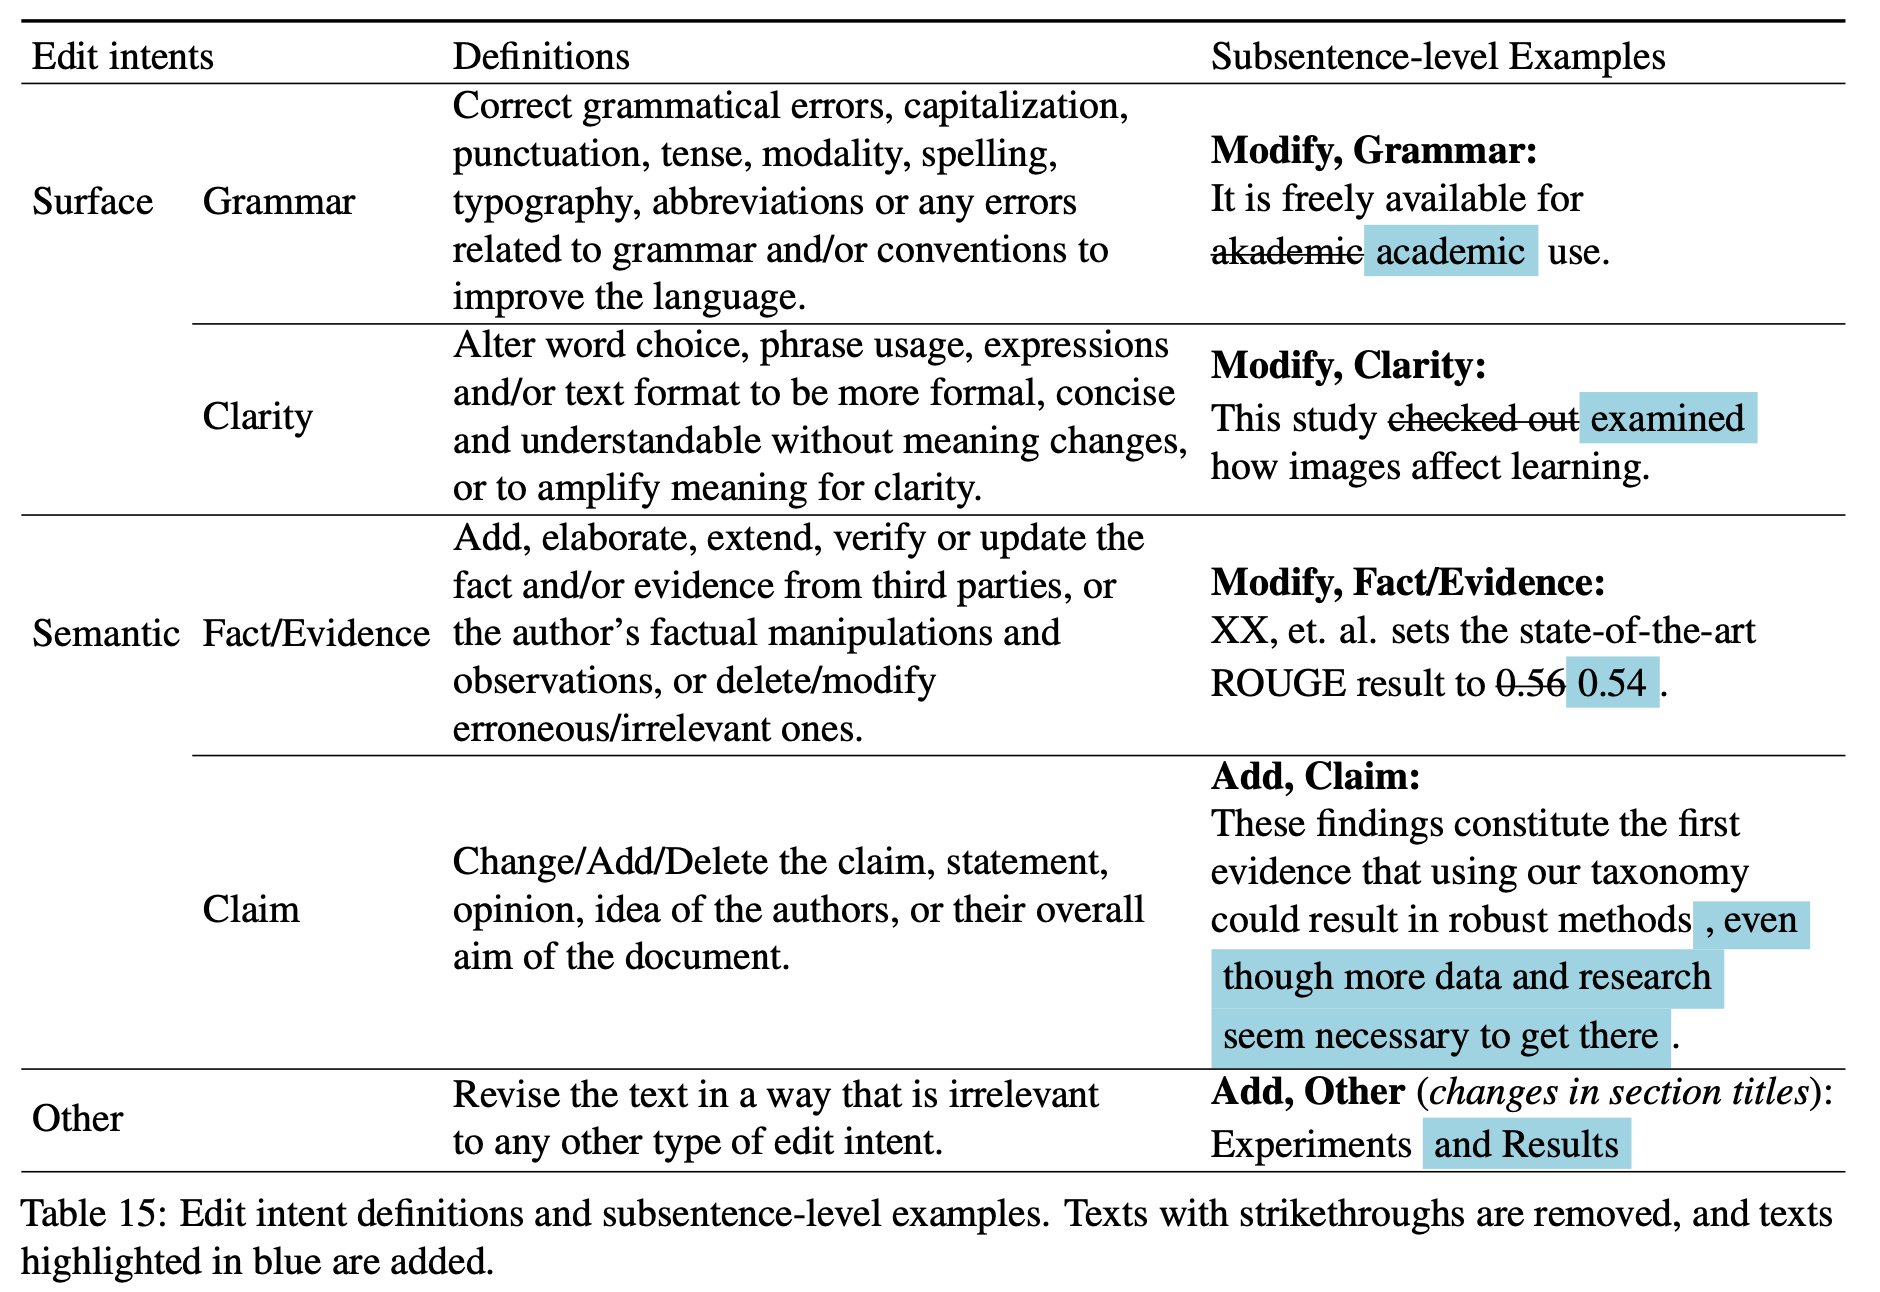 Edit intents Definitions Subsentence-level Examples
Surface Grammar
Correct grammatical errors, capitalization,
punctuation, tense, modality, spelling,
typography, abbreviations or any errors
related to grammar and/or conventions to
improve the language.
Modify, Grammar:
It is freely available for
akademic academic use.
Clarity
Alter word choice, phrase usage, expressions
and/or text format to be more formal, concise
and understandable without meaning changes,
or to amplify meaning for clarity.
Modify, Clarity:
This study checked out examined
how images affect learning.
Semantic Fact/Evidence
Add, elaborate, extend, verify or update the
fact and/or evidence from third parties, or
the author’s factual manipulations and
observations, or delete/modify
erroneous/irrelevant ones.
Modify, Fact/Evidence:
XX, et. al. sets the state-of-the-art
ROUGE result to 0.56 0.54 .
Claim
Change/Add/Delete the claim, statement,
opinion, idea of the authors, or their overall
aim of the document.
Add, Claim:
These findings constitute the first
evidence that using our taxonomy
could result in robust methods , even
though more data and research
seem necessary to get there .
Other
Revise the text in a way that is irrelevant
to any other type of edit intent.
Add, Other (changes in section titles):
Experiments and Results
Table 15: Edit intent definitions and subsentence-level examples. Texts with strikethroughs are removed, and texts
highlighted in blue are added.